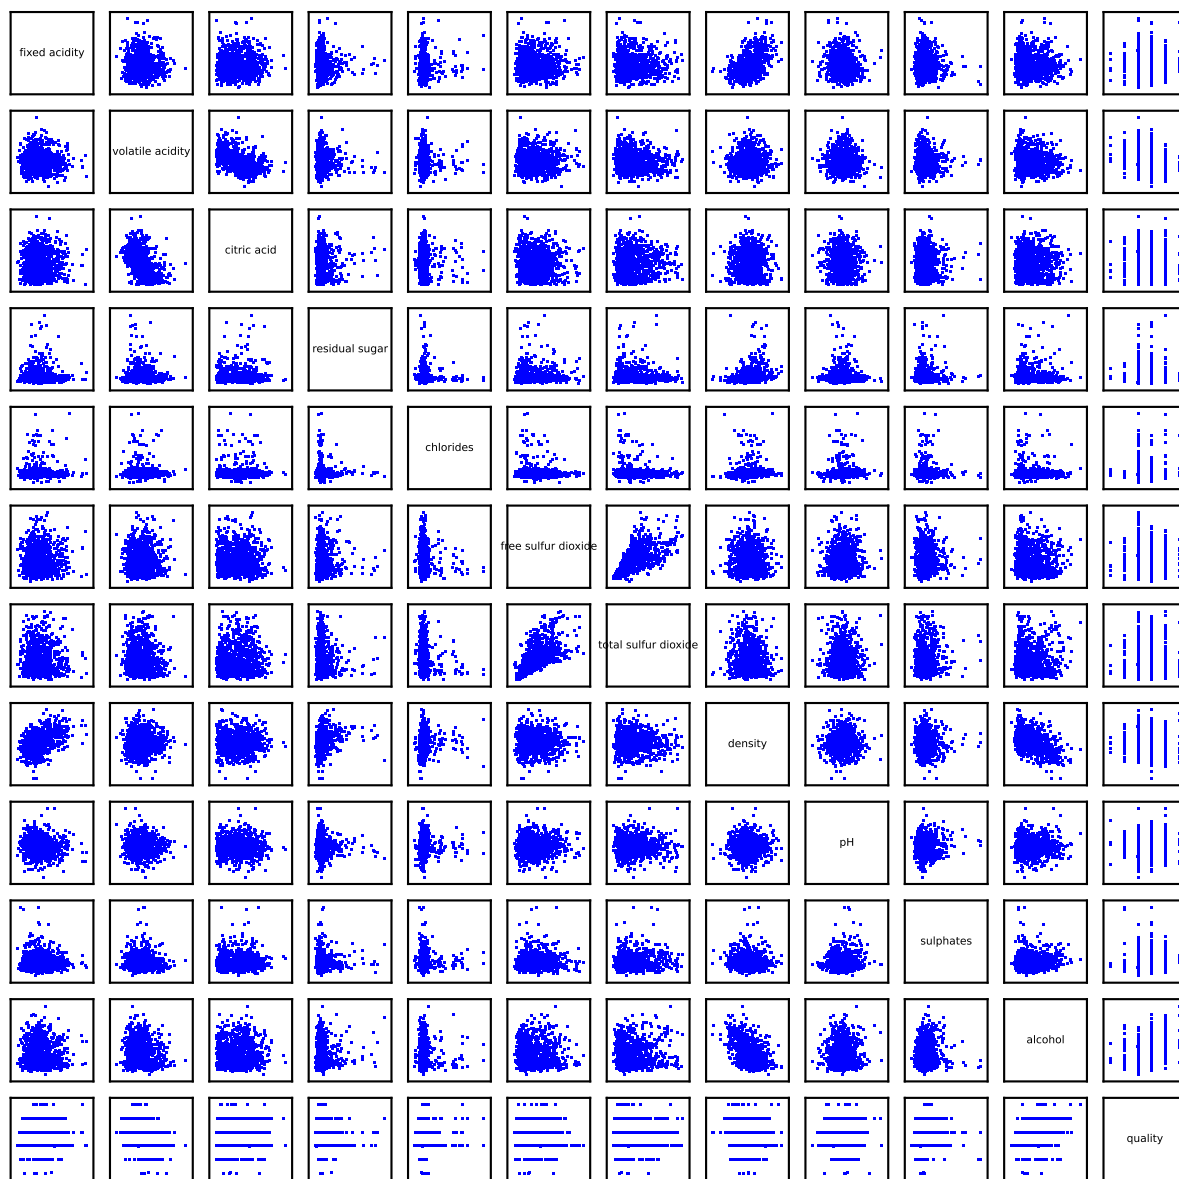 fixed acidity
volatile acidity
citric acid
residual sugar
chlorides
free sulfur dioxide
total sulfur dioxide
density
pH
sulphates
alcohol
quality